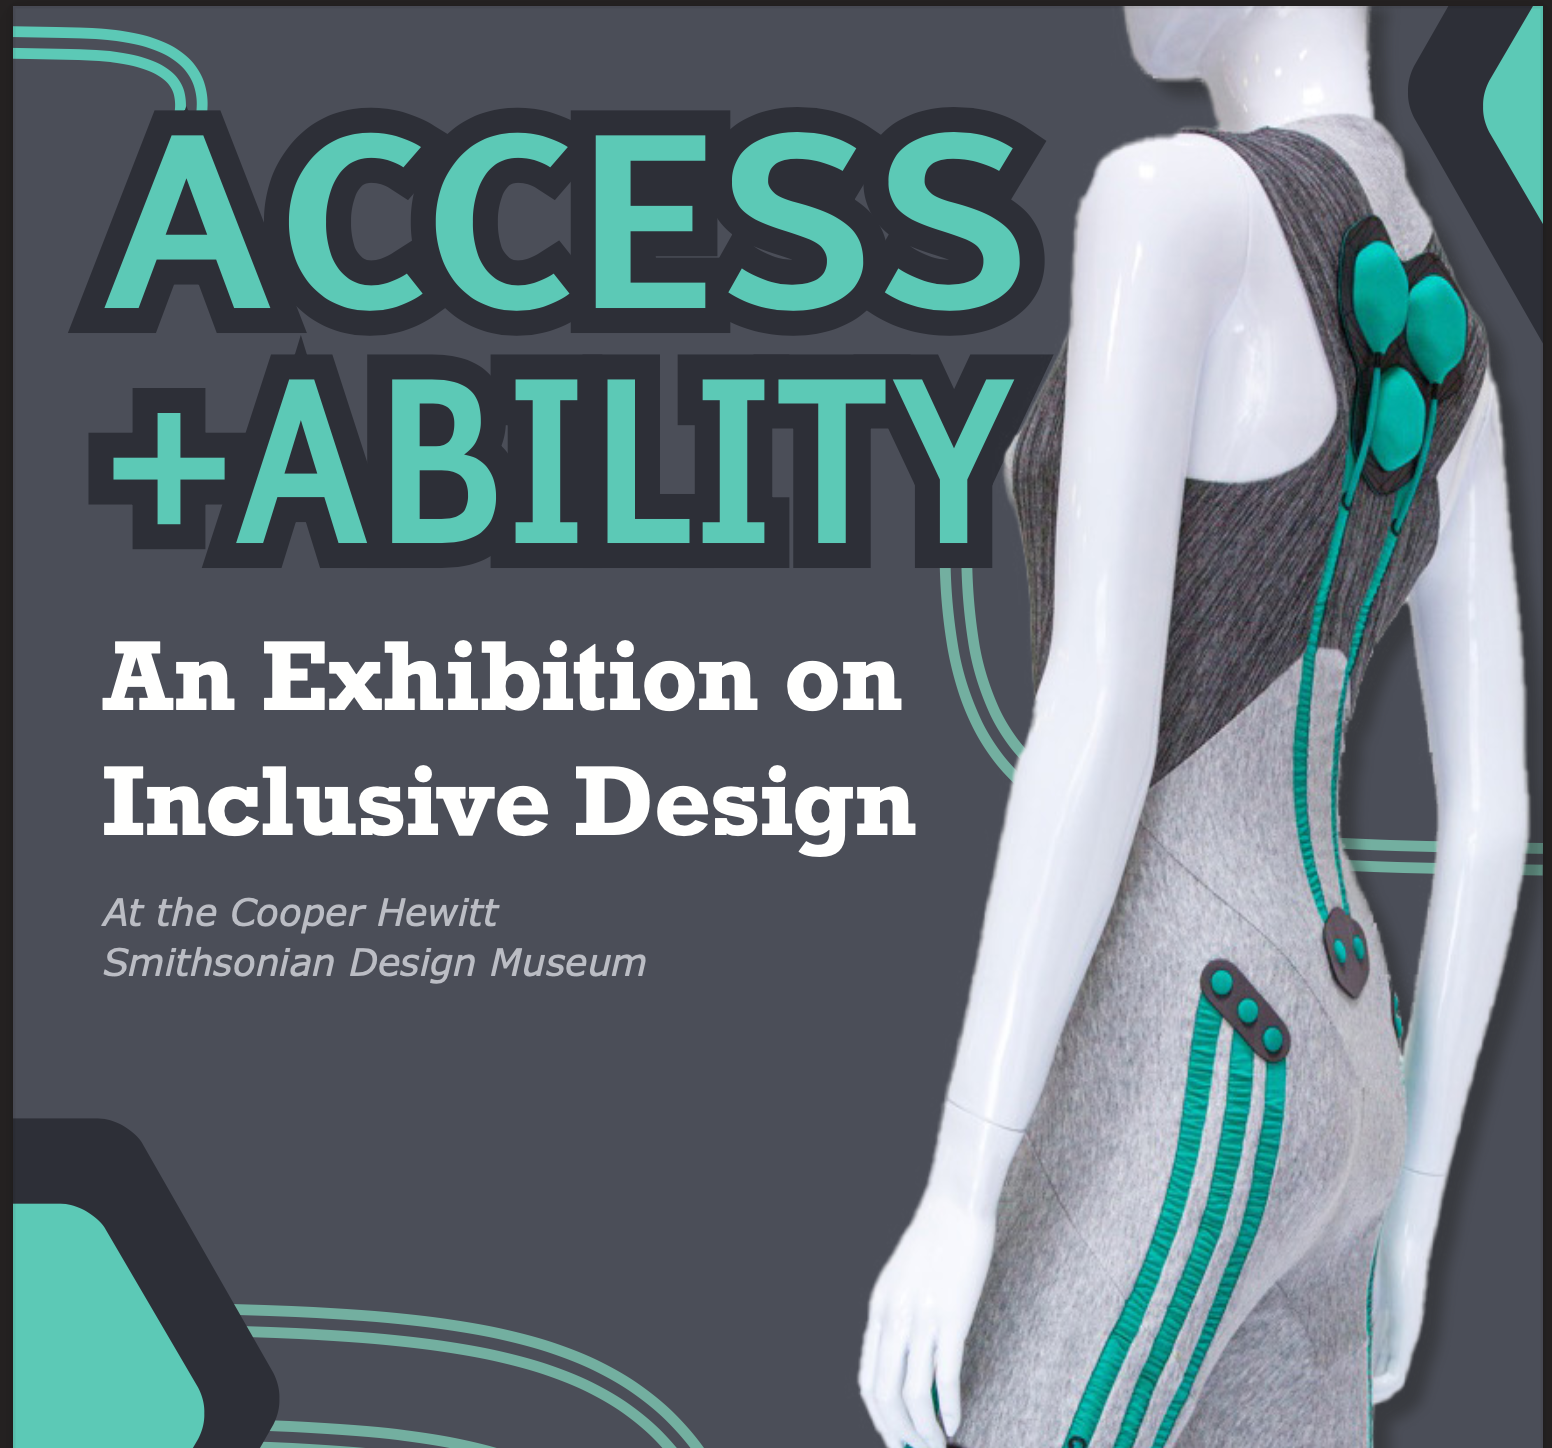 ACCESS
+ABILITY
An Exhibition on
Inclusive Design
At the Cooper Hewitt
Smithsonian Design Museum